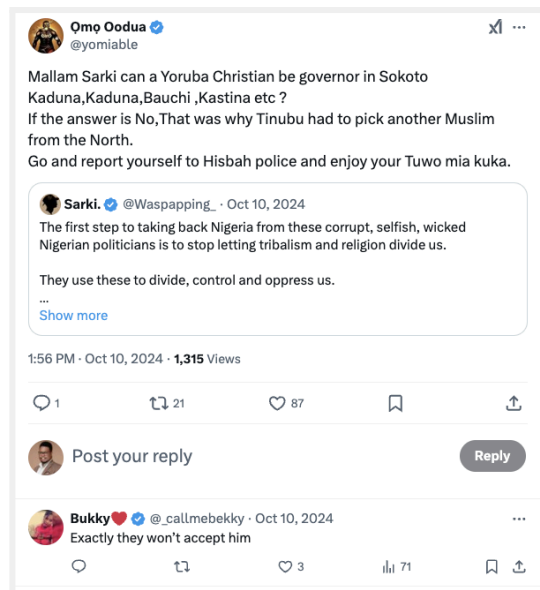 Ọmọ Oodua
@yomiable
Mallam Sarki can a Yoruba Christian be governor in Sokoto
Kaduna,Kaduna,Bauchi ,Kastina etc ?
If the answer is No,That was why Tinubu had to pick another Muslim
from the North.
Go and report yourself to Hisbah police and enjoy your Tuwo mia kuka.
Sarki. @Waspapping_ · Oct 10, 2024
The first step to taking back Nigeria from these corrupt, selfish, wicked
Nigerian politicians is to stop letting tribalism and religion divide us.
They use these to divide, control and oppress us.
...
Show more
1:56 PM · Oct 10, 2024 · 1,315 Views
1 21 87
Post your reply Reply
Bukky @_callmebekky · Oct 10, 2024
Exactly they won’t accept him
3 71